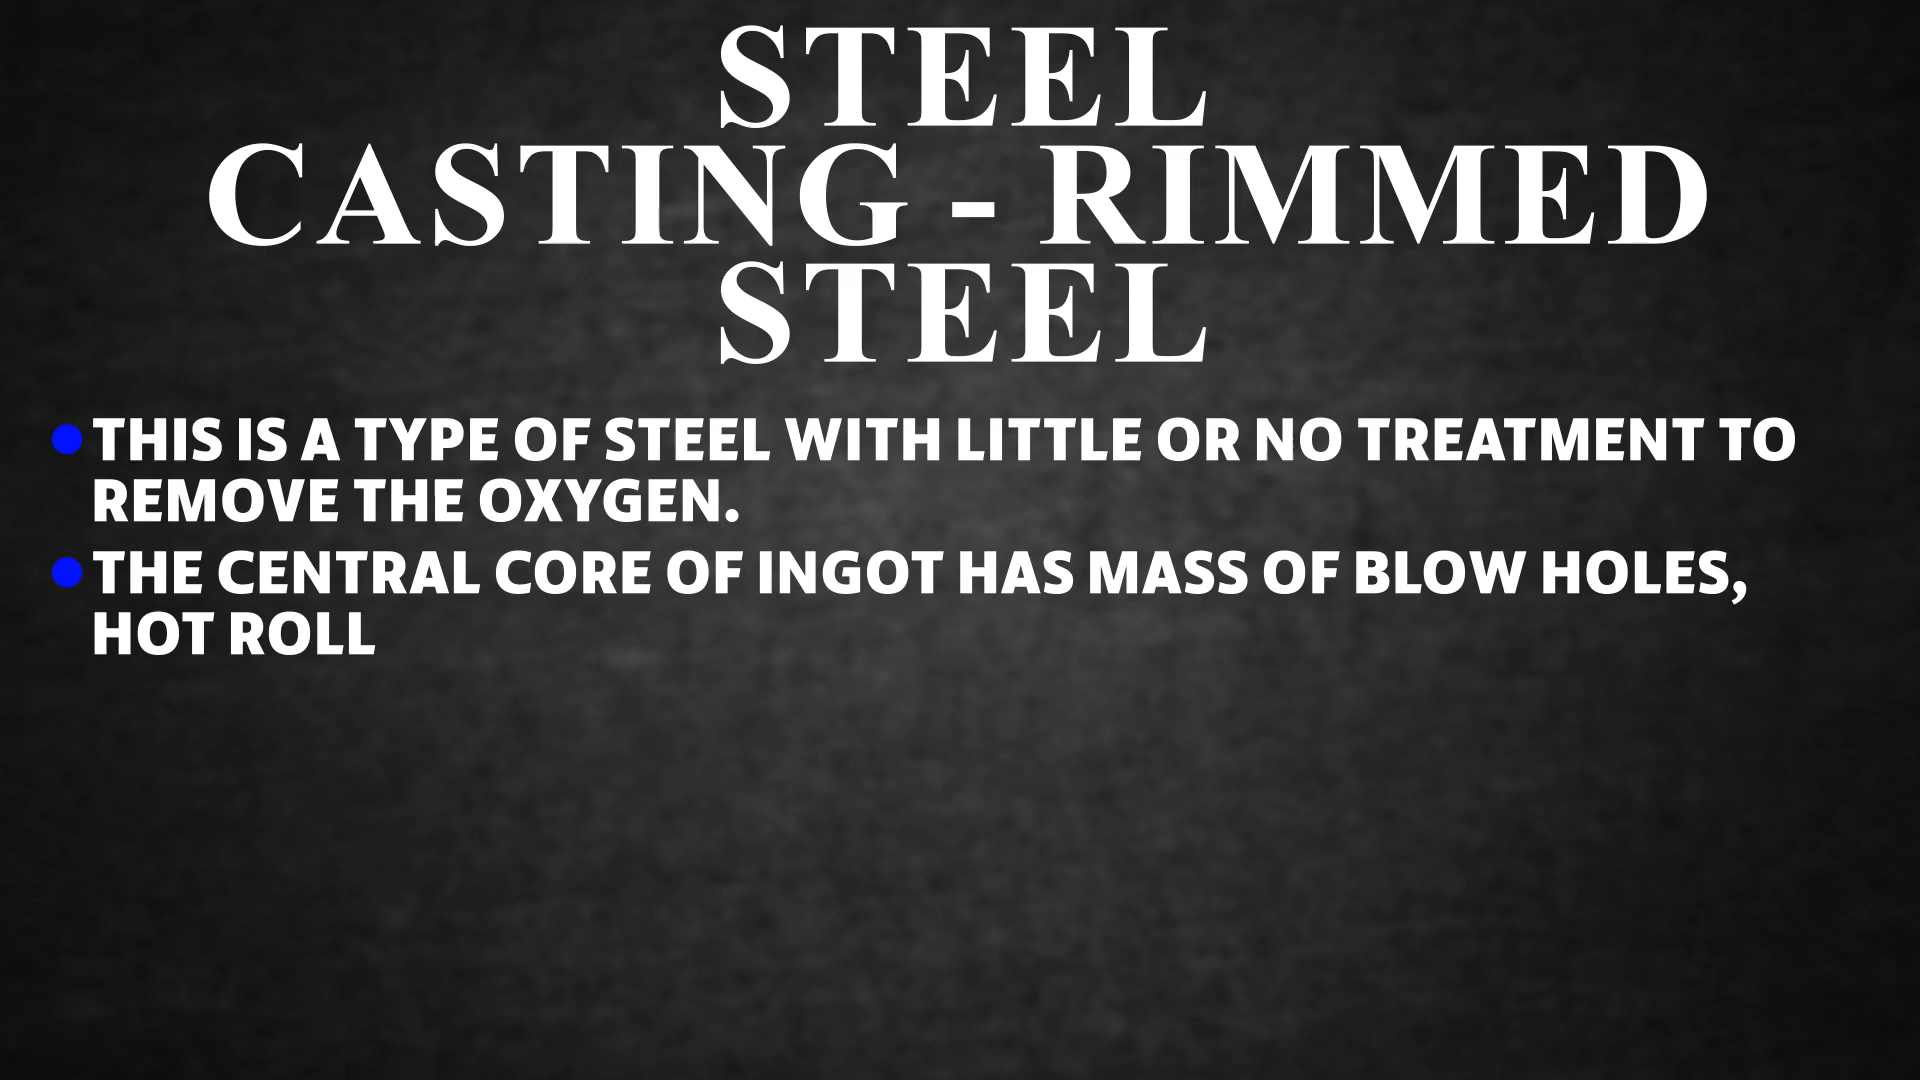 STEEL
CASTING - RIMMED
STEEL
THIS IS A TYPE OF STEEL WITH LITTLE OR NO TREATMENT TO
REMOVE THE OXYGEN.
THE CENTRAL CORE OF INGOT HAS MASS OF BLOW HOLES,
HOT ROLL